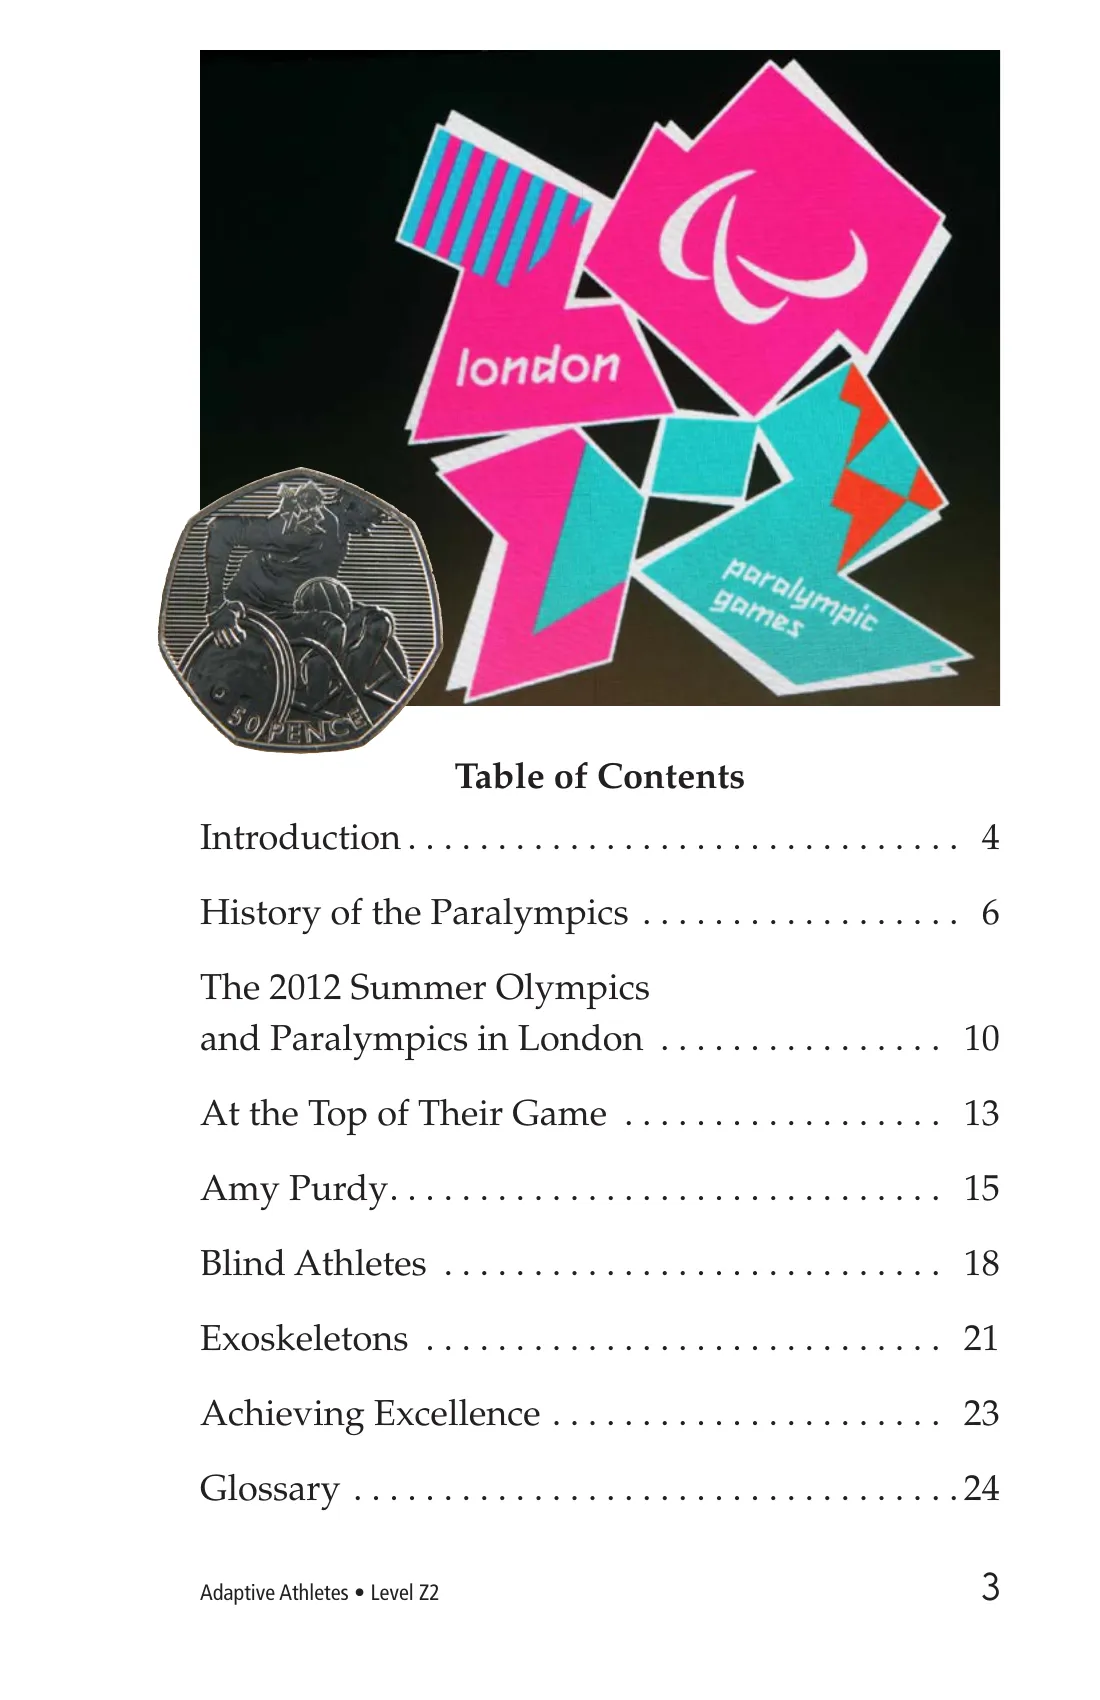 london
paralympic
games
50 PENCE
Table of Contents
Introduction . . . . . . . . . . . . . . . . . . . . . . . . . . . . . . . 4
History of the Paralympics . . . . . . . . . . . . . . . . . . 6
The 2012 Summer Olympics
and Paralympics in London . . . . . . . . . . . . . . . . 10
At the Top of Their Game . . . . . . . . . . . . . . . . . . 13
Amy Purdy. . . . . . . . . . . . . . . . . . . . . . . . . . . . . . . 15
Blind Athletes . . . . . . . . . . . . . . . . . . . . . . . . . . . . 18
Exoskeletons . . . . . . . . . . . . . . . . . . . . . . . . . . . . . 21
Achieving Excellence . . . . . . . . . . . . . . . . . . . . . . 23
Glossary . . . . . . . . . . . . . . . . . . . . . . . . . . . . . . . . . . 24
Adaptive Athletes • Level Z2 3